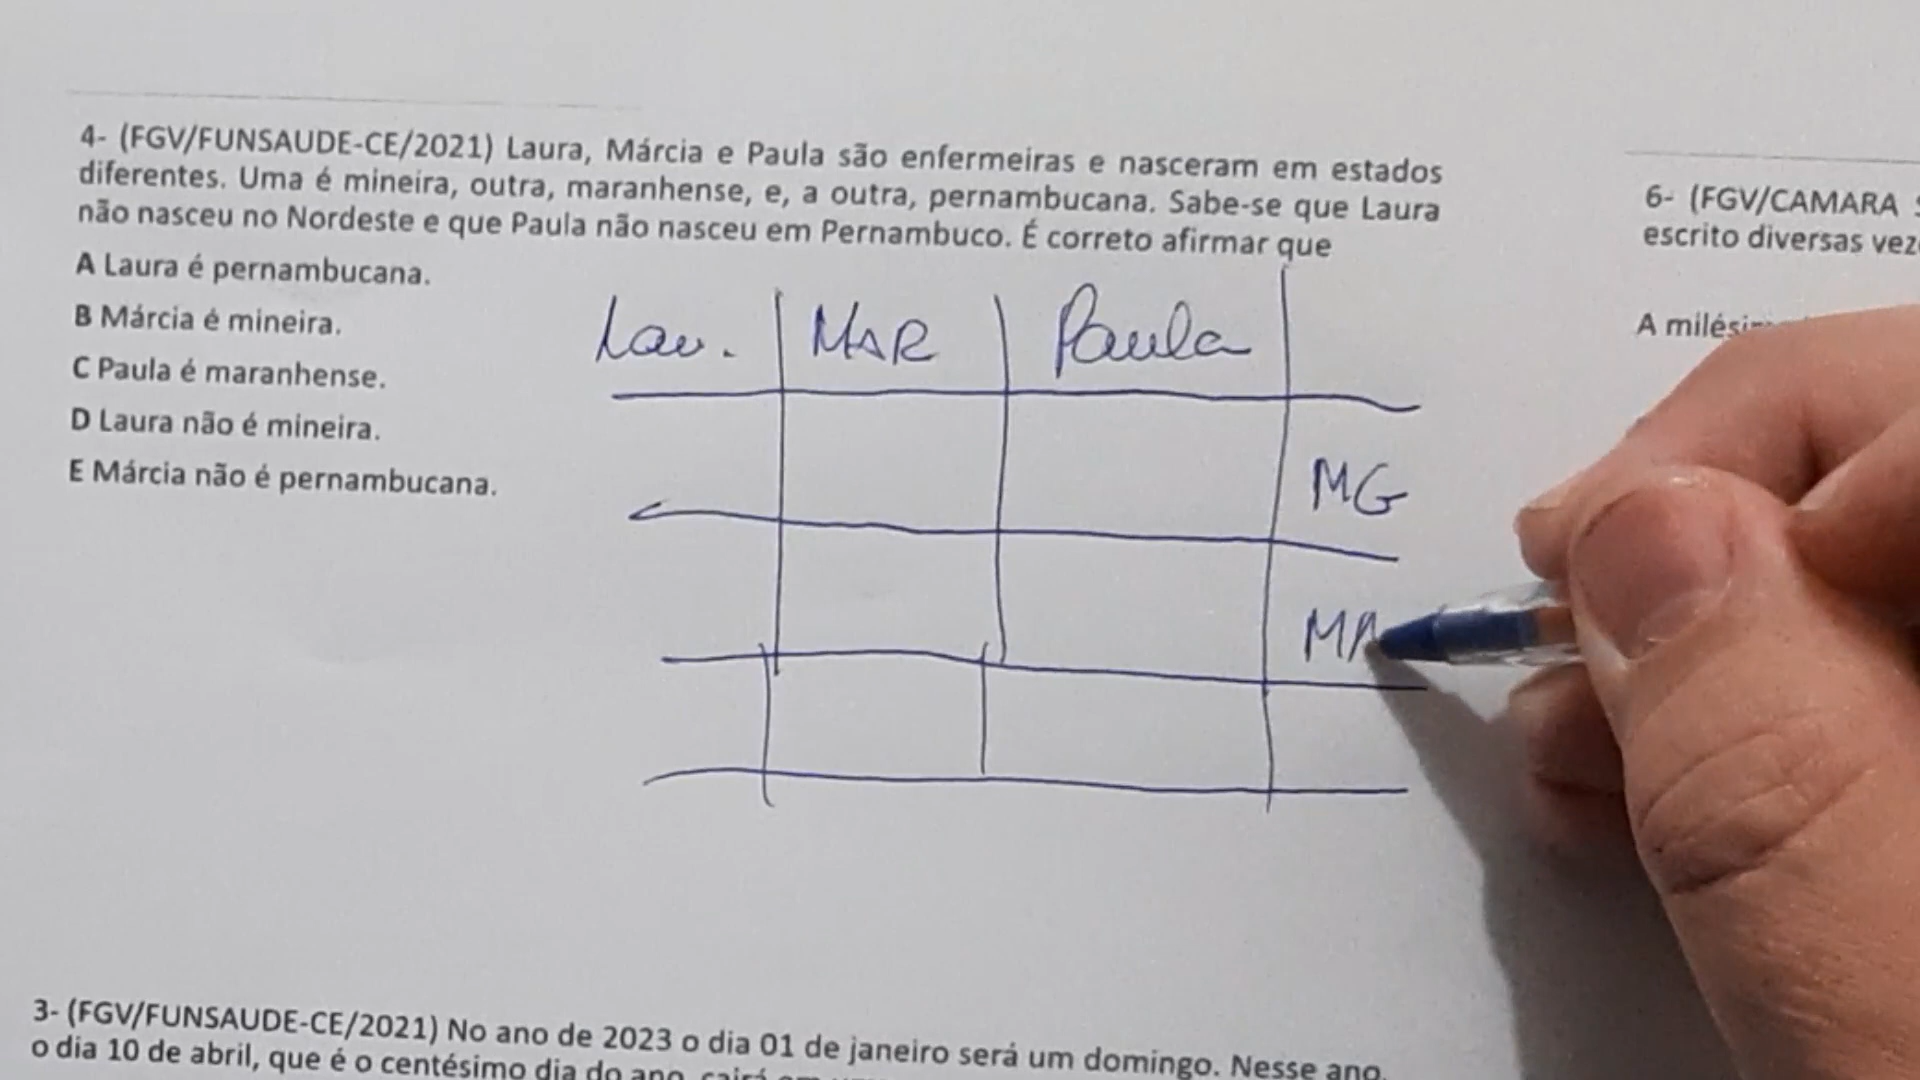 4- (FGV/FUNSAUDE-CE/2021) Laura, Márcia e Paula são enfermeiras e nasceram em estados
diferentes. Uma é mineira, outra, maranhense, e, a outra, pernambucana. Sabe-se que Laura
não nasceu no Nordeste e que Paula não nasceu em Pernambuco. É correto afirmar que
A Laura é pernambucana.
B Márcia é mineira.
C Paula é maranhense.
D Laura não é mineira.
E Márcia não é pernambucana.
Lau. MAR Paula
MG
MA
6- (FGV/CAMARA
escrito diversas
A
3- (FGV/FUNSAUDE-CE/2021) No ano de 2023 o dia 01 de janeiro será um domingo. Nesse ano,
o dia 10 de abril, que é o centésimo dia do ano, cairá